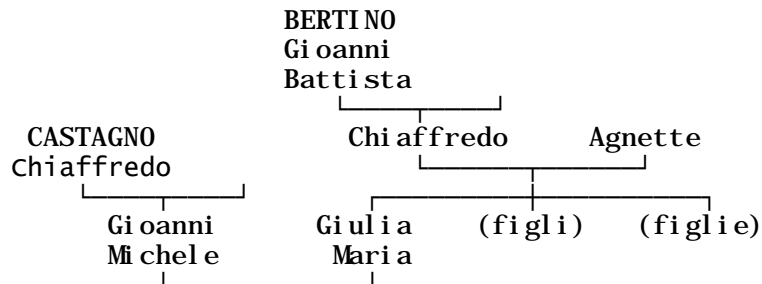 BERTINO
Gioanni
Battista
CASTAGNO Chiaffredo Agnette
Chiaffredo
Gioanni Giulia (figli) (figlie)
Michele Maria